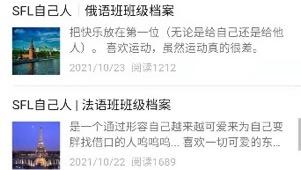 SFL自己人 | 俄语班班级档案
把快乐放在第一位（无论是给自己还是给他
人）。喜欢运动，虽然运动真的很差。
2021/10/23 阅读1212
SFL自己人 | 法语班班级档案
是一个通过形容自己越来越可爱来为自己变
胖找借口的人呜呜呜... 喜欢一切可爱的东...
2021/10/22 阅读1689